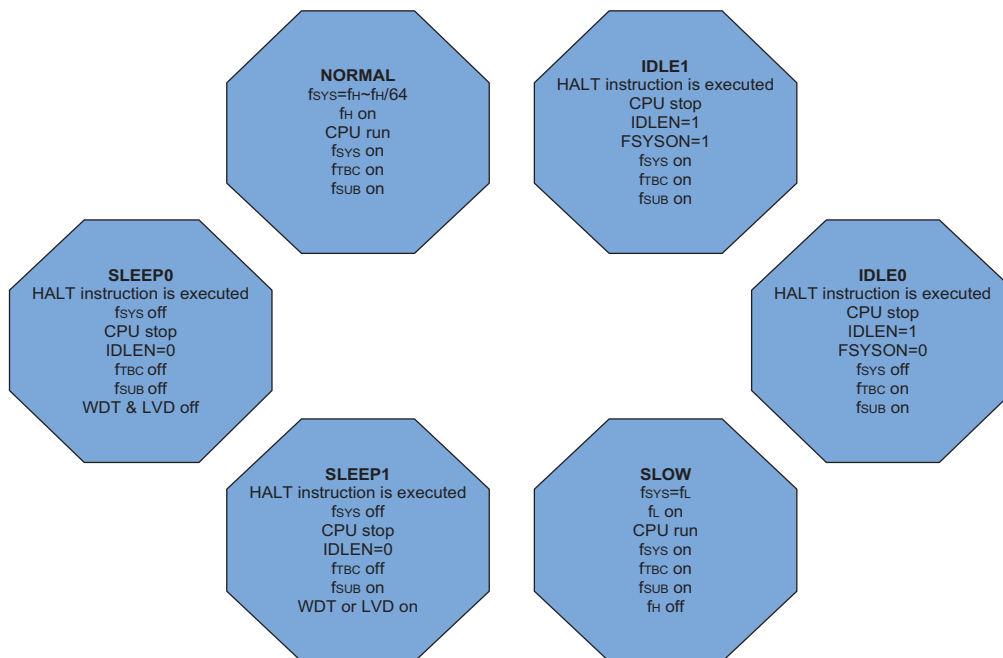 NORMAL
fSYS=fH~fH/64
fH on
CPU run
fSYS on
fTBC on
fSUB on
IDLE1
HALT instruction is executed
CPU stop
IDLEN=1
FSYSON=1
fSYS on
fTBC on
fSUB on
SLEEP0
HALT instruction is executed
fSYS off
CPU stop
IDLEN=0
fTBC off
fSUB off
WDT & LVD off
IDLE0
HALT instruction is executed
CPU stop
IDLEN=1
FSYSON=0
fSYS off
fTBC on
fSUB on
SLEEP1
HALT instruction is executed
fSYS off
CPU stop
IDLEN=0
fTBC off
fSUB on
WDT or LVD on
SLOW
fSYS=fL
fL on
CPU run
fSYS on
fTBC on
fSUB on
fH off